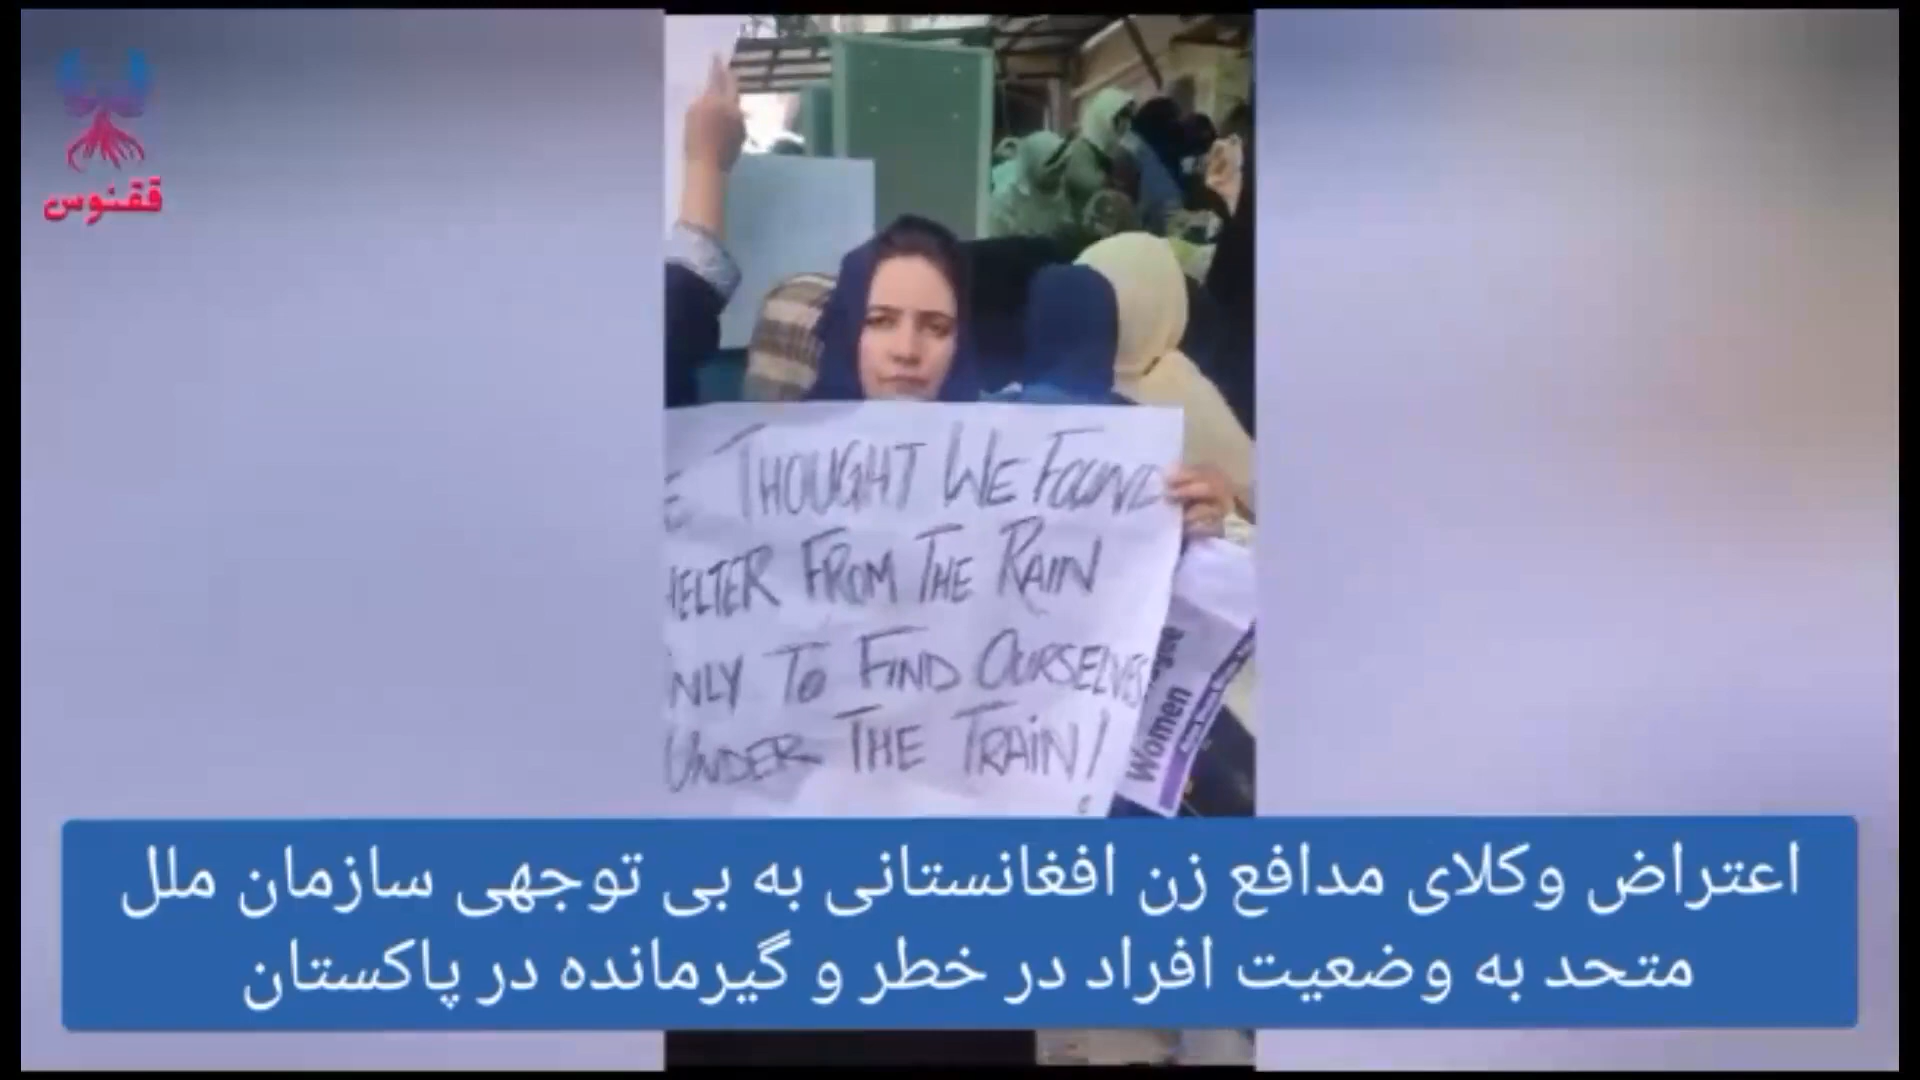 ققنوس
THOUGHT WE FOUND
HELTER FROM THE RAIN
NLY TO FIND OURSELVES
UNDER THE TRAIN!
Women
اعتراض وکلای مدافع زن افغانستانی به بی توجهی سازمان ملل
متحد به وضعیت افراد در خطر و گیرمانده در پاکستان